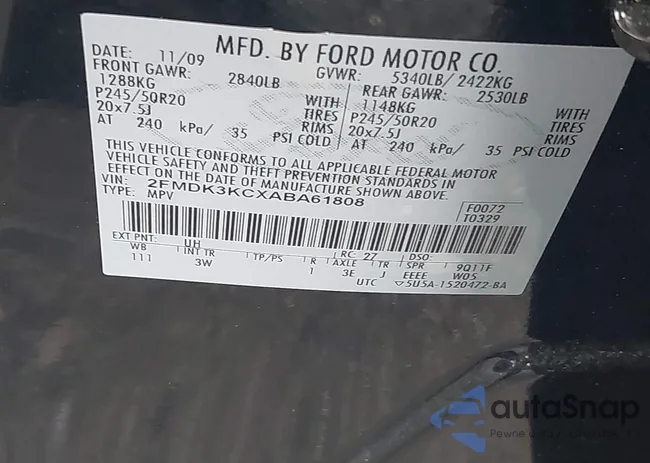 MFD. BY FORD MOTOR CO.
DATE: 11/09 GVWR: 5340LB/ 2422KG
FRONT GAWR: 2840LB REAR GAWR: 2530LB
1288KG WITH 1148KG WITH
P245/50R20 TIRES P245/50R20 TIRES
20x7.5J RIMS 20x7.5J RIMS
AT 240 kPa/ 35 PSI COLD AT 240 kPa/ 35 PSI COLD
THIS VEHICLE CONFORMS TO ALL APPLICABLE FEDERAL MOTOR
VEHICLE SAFETY AND THEFT PREVENTION STANDARDS IN
EFFECT ON THE DATE OF MANUFACTURE SHOWN ABOVE.
VIN: 2FMDK3KCXABA61808
TYPE: MPV
F0072
T0329
EXT PNT: UH RC: 27 DSO:
WB INT TR TP/PS R AXLE TR SPR 9Q11F
111 3W 1 3E J EEEE W05
UTC ▽5U5A-1520472-BA
autoSnap
Pewne